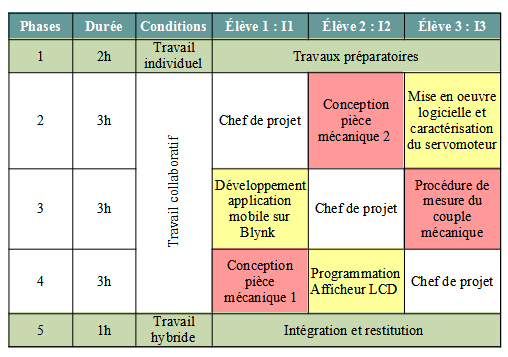 Phases Durée Conditions Élève 1 : I1 Élève 2 : I2 Élève 3 : I3
1 2h Travail individuel Travaux préparatoires
2 3h Travail collaboratif Chef de projet Conception pièce mécanique 2 Mise en oeuvre logicielle et caractérisation du servomoteur
3 3h Développement application mobile sur Blynk Chef de projet Procédure de mesure du couple mécanique
4 3h Conception pièce mécanique 1 Programmation Afficheur LCD Chef de projet
5 1h Travail hybride Intégration et restitution